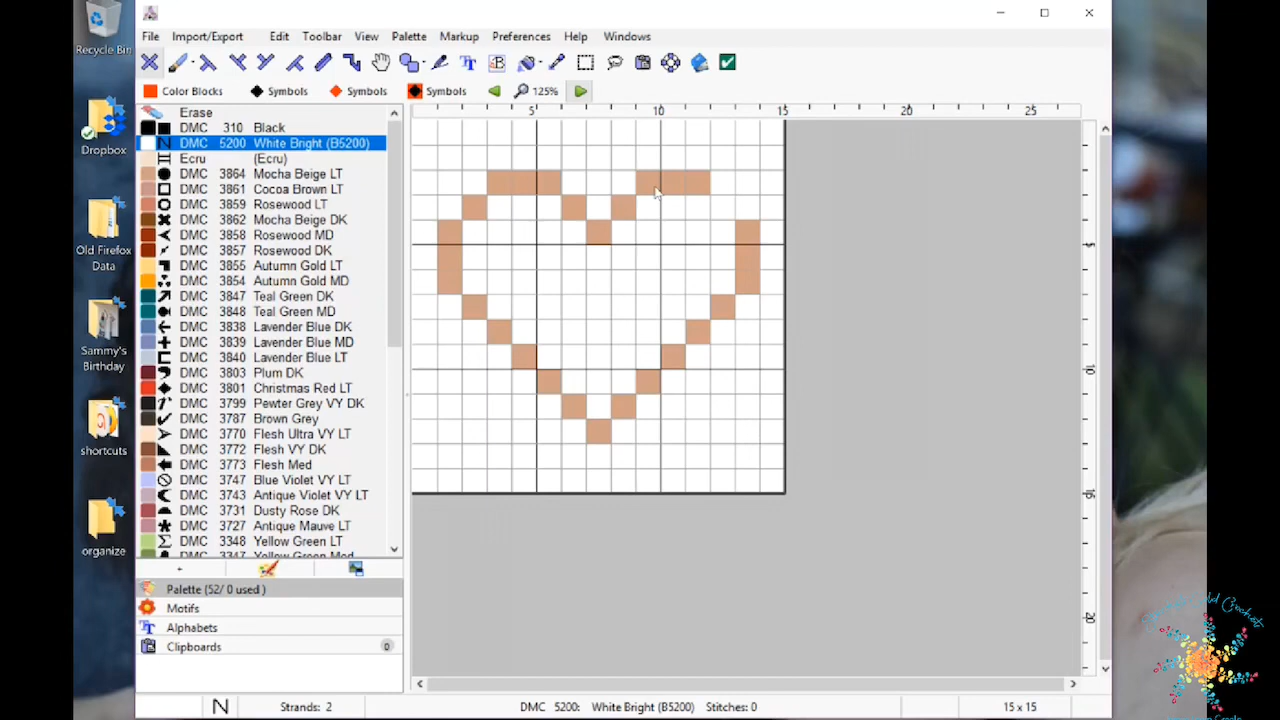 Recycle Bin
Dropbox
Old Firefox
Data
Sammy's
Birthday
shortcuts
organize
File Import/Export Edit Toolbar View Palette Markup Preferences Help Windows
Color Blocks Symbols Symbols Symbols 125%
5 10 15 20 25
Erase
DMC 310 Black
N DMC 5200 White Bright (B5200)
Ecru (Ecru)
DMC 3864 Mocha Beige LT
DMC 3861 Cocoa Brown LT
DMC 3859 Rosewood LT
DMC 3862 Mocha Beige DK
DMC 3858 Rosewood MD
DMC 3857 Rosewood DK
DMC 3855 Autumn Gold LT
DMC 3854 Autumn Gold MD
DMC 3847 Teal Green DK
DMC 3848 Teal Green MD
DMC 3838 Lavender Blue DK
DMC 3839 Lavender Blue MD
DMC 3840 Lavender Blue LT
DMC 3803 Plum DK
DMC 3801 Christmas Red LT
DMC 3799 Pewter Grey VY DK
DMC 3787 Brown Grey
DMC 3770 Flesh Ultra VY LT
DMC 3772 Flesh VY DK
DMC 3773 Flesh Med
DMC 3747 Blue Violet VY LT
DMC 3743 Antique Violet VY LT
DMC 3731 Dusty Rose DK
DMC 3727 Antique Mauve LT
DMC 3348 Yellow Green LT
DMC 3347 Yellow Green Med
5
10
15
20
Palette (52/ 0 used )
Motifs
Alphabets
Clipboards 0
N Strands: 2 DMC 5200: White Bright (B5200) Stitches: 0 15 x 15